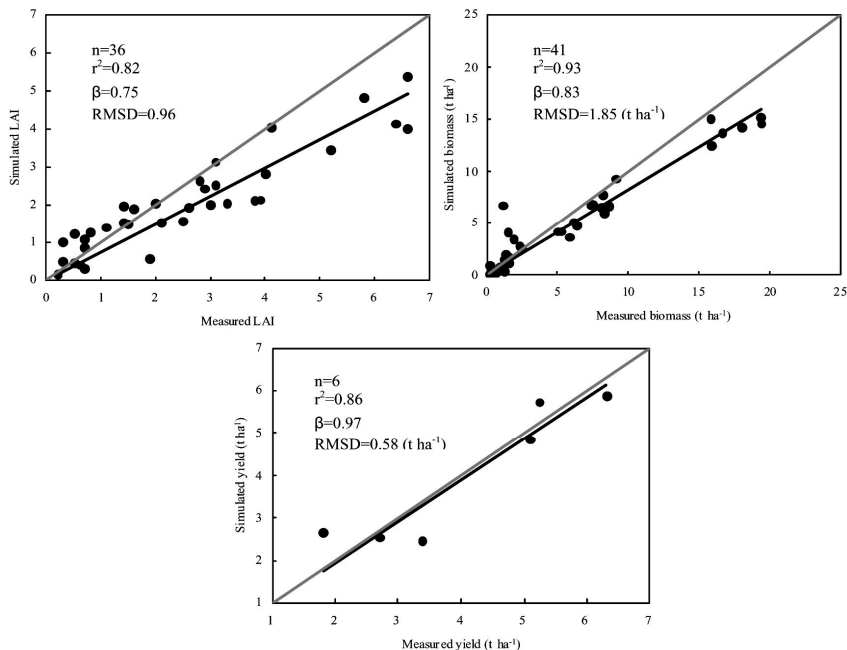 7
6
5
4
3
2
1
0
Simulated LAI
n=36
r²=0.82
β=0.75
RMSD=0.96
0 1 2 3 4 5 6 7
Measured LAI
25
20
15
10
5
0
Simulated biomass (t ha¹)
n=41
r²=0.93
β=0.83
RMSD=1.85 (t ha⁻¹)
0 5 10 15 20 25
Measured biomass (t ha⁻¹)
7
6
5
4
3
2
1
Simulated yield (t ha¹)
n=6
r²=0.86
β=0.97
RMSD=0.58 (t ha⁻¹)
1 2 3 4 5 6 7
Measured yield (t ha⁻¹)